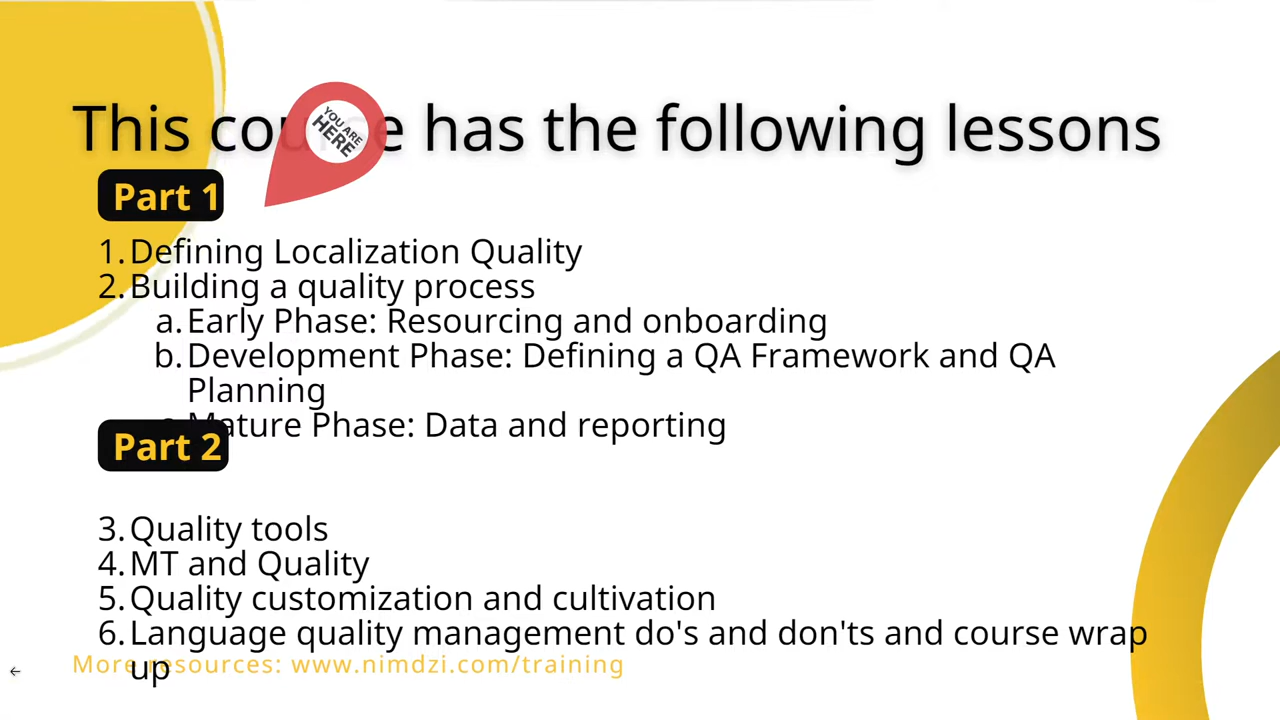 This course has the following lessons
YOU ARE
HERE
Part 1
1. Defining Localization Quality
2. Building a quality process
a. Early Phase: Resourcing and onboarding
b. Development Phase: Defining a QA Framework and QA
Planning
c. Mature Phase: Data and reporting
Part 2
3. Quality tools
4. MT and Quality
5. Quality customization and cultivation
6. Language quality management do's and don'ts and course wrap
up
More resources: www.nimdzi.com/training